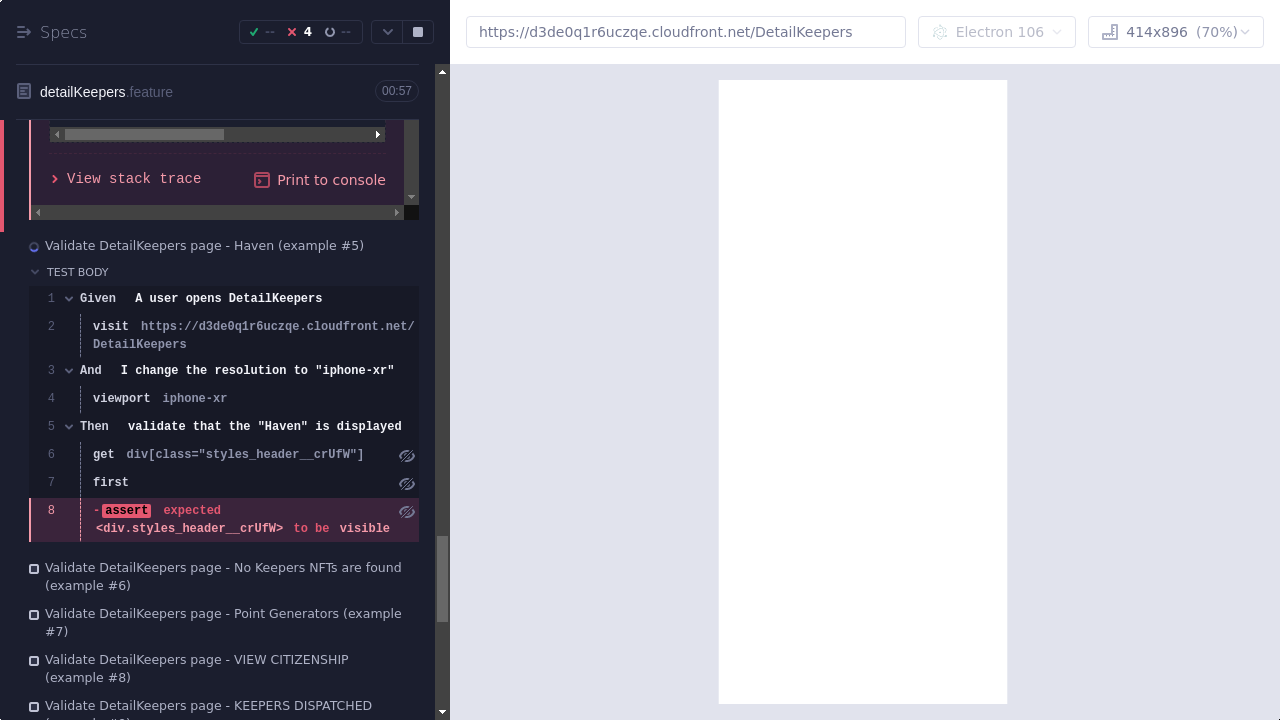 Specs
--
4
--
https://d3de0q1r6uczqe.cloudfront.net/DetailKeepers
Electron 106
414x896 (70%)
detailKeepers.feature
00:57
View stack trace
Print to console
Validate DetailKeepers page - Haven (example #5)
TEST BODY
1 Given A user opens DetailKeepers
2 visit https://d3de0q1r6uczqe.cloudfront.net/
DetailKeepers
3 And I change the resolution to "iphone-xr"
4 viewport iphone-xr
5 Then validate that the "Haven" is displayed
6 get div[class="styles_header__crUfW"]
7 first
8 -assert expected
<div.styles_header__crUfW> to be visible
Validate DetailKeepers page - No Keepers NFTs are found
(example #6)
Validate DetailKeepers page - Point Generators (example
#7)
Validate DetailKeepers page - VIEW CITIZENSHIP
(example #8)
Validate DetailKeepers page - KEEPERS DISPATCHED